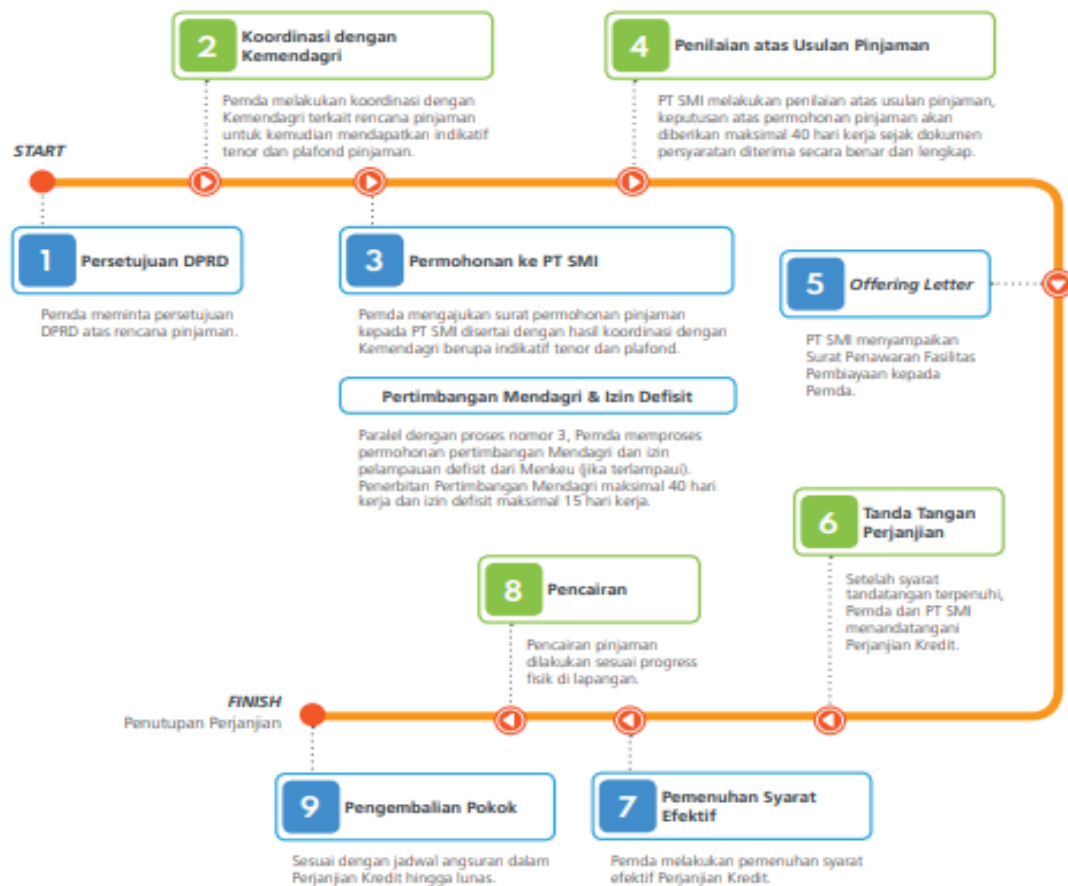 START
1
Persetujuan DPRD
Pemda meminta persetujuan
DPRD atas rencana pinjaman.
2
Koordinasi dengan
Kemendagri
Pemda melakukan koordinasi dengan
Kemendagri terkait rencana pinjaman
untuk kemudian mendapatkan indikatif
tenor dan plafond pinjaman.
3
Permohonan ke PT SMI
Pemda mengajukan surat permohonan pinjaman
kepada PT SMI disertai dengan hasil koordinasi dengan
Kemendagri berupa indikatif tenor dan plafond.
Pertimbangan Mendagri & Izin Defisit
Paralel dengan proses nomor 3, Pemda memproses
permohonan pertimbangan Mendagri dan izin
pelampauan defisit dari Menkeu (jika terlampaui).
Penerbitan Pertimbangan Mendagri maksimal 40 hari
kerja dan izin defisit maksimal 15 hari kerja.
4
Penilaian atas Usulan Pinjaman
PT SMI melakukan penilaian atas usulan pinjaman,
keputusan atas permohonan pinjaman akan
diberikan maksimal 40 hari kerja sejak dokumen
persyaratan diterima secara benar dan lengkap.
5
Offering Letter
PT SMI menyampaikan
Surat Penawaran Fasilitas
Pembiayaan kepada
Pemda.
6
Tanda Tangan
Perjanjian
Setelah syarat
tandatangan terpenuhi,
Pemda dan PT SMI
menandatangani
Perjanjian Kredit.
7
Pemenuhan Syarat
Efektif
Pemda melakukan pemenuhan syarat
efektif Perjanjian Kredit.
8
Pencairan
Pencairan pinjaman
dilakukan sesuai progress
fisik di lapangan.
9
Pengembalian Pokok
Sesuai dengan jadwal angsuran dalam
Perjanjian Kredit hingga lunas.
FINISH
Penutupan Perjanjian